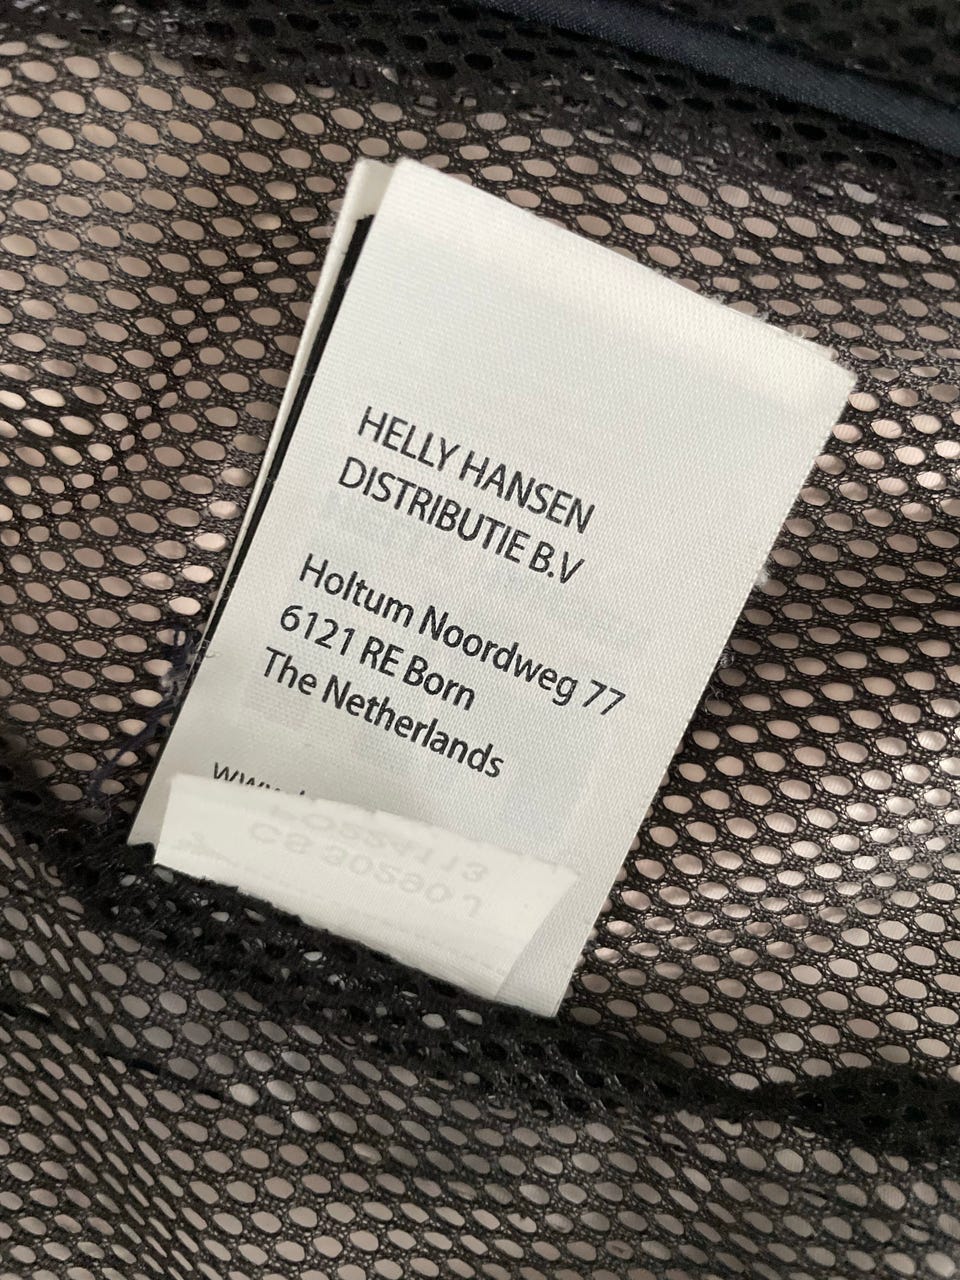 HELLY HANSEN
DISTRIBUTIE B.V
Holtum Noordweg 77
6121 RE Born
The Netherlands